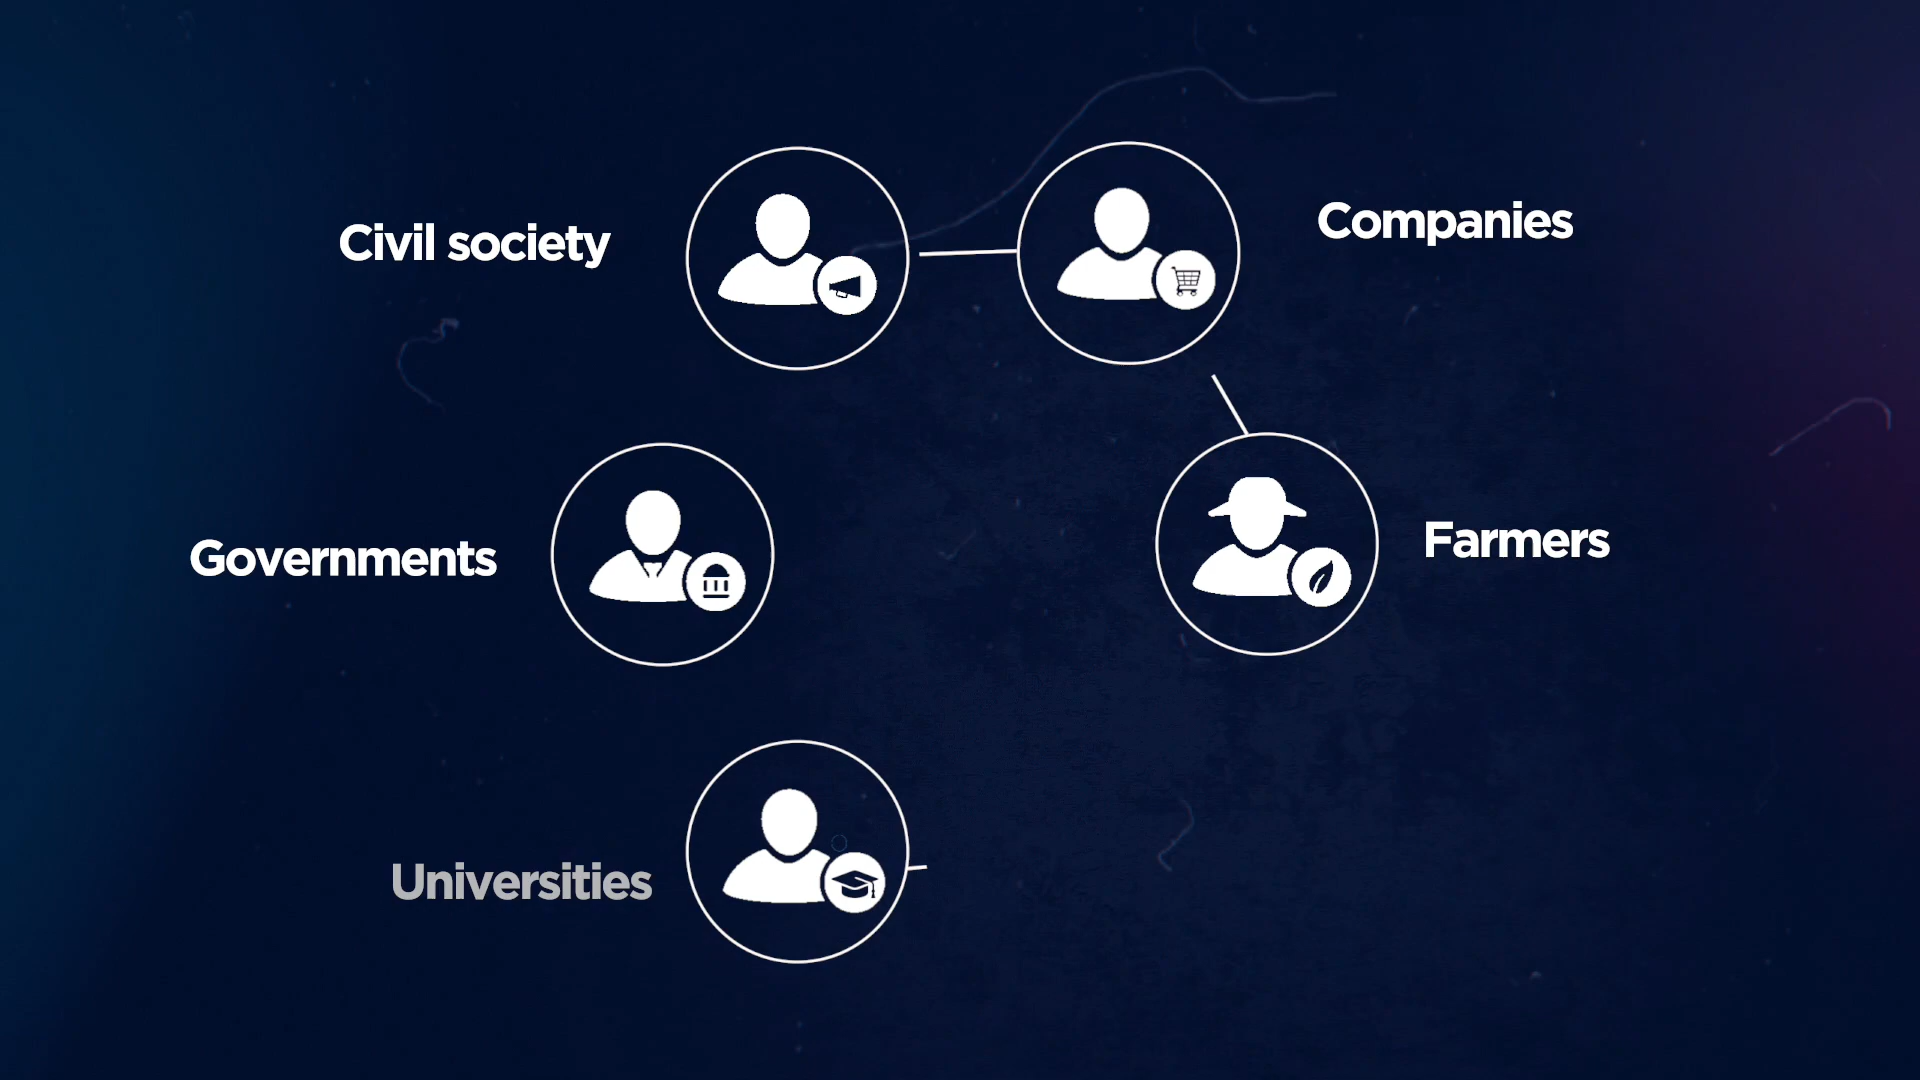 Civil society
Companies
Governments
Farmers
Universities